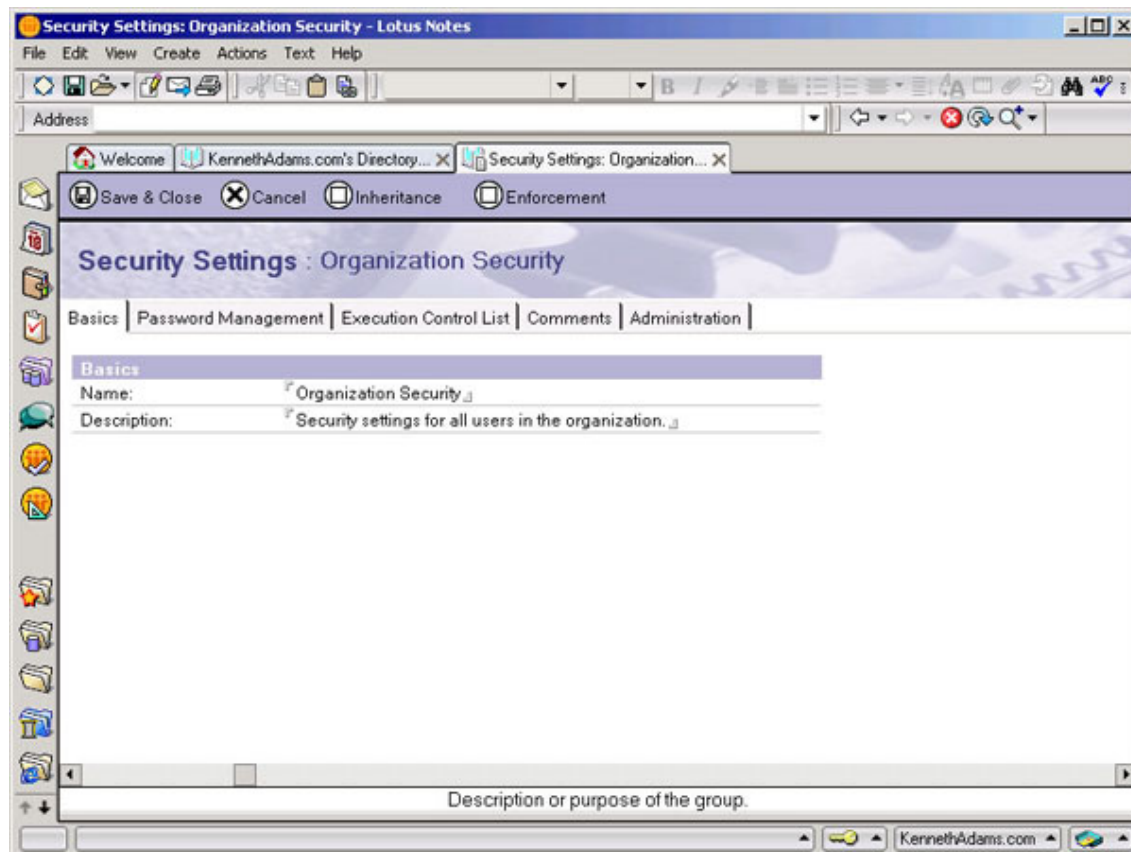 Security Settings: Organization Security - Lotus Notes
File Edit View Create Actions Text Help
B I ABC
Address
Welcome KennethAdams.com's Directory... Security Settings: Organization...
Save & Close Cancel Inheritance Enforcement
18
Security Settings : Organization Security
Basics Password Management Execution Control List Comments Administration
Basics
Name: Organization Security
Description: Security settings for all users in the organization.
Description or purpose of the group.
KennethAdams.com